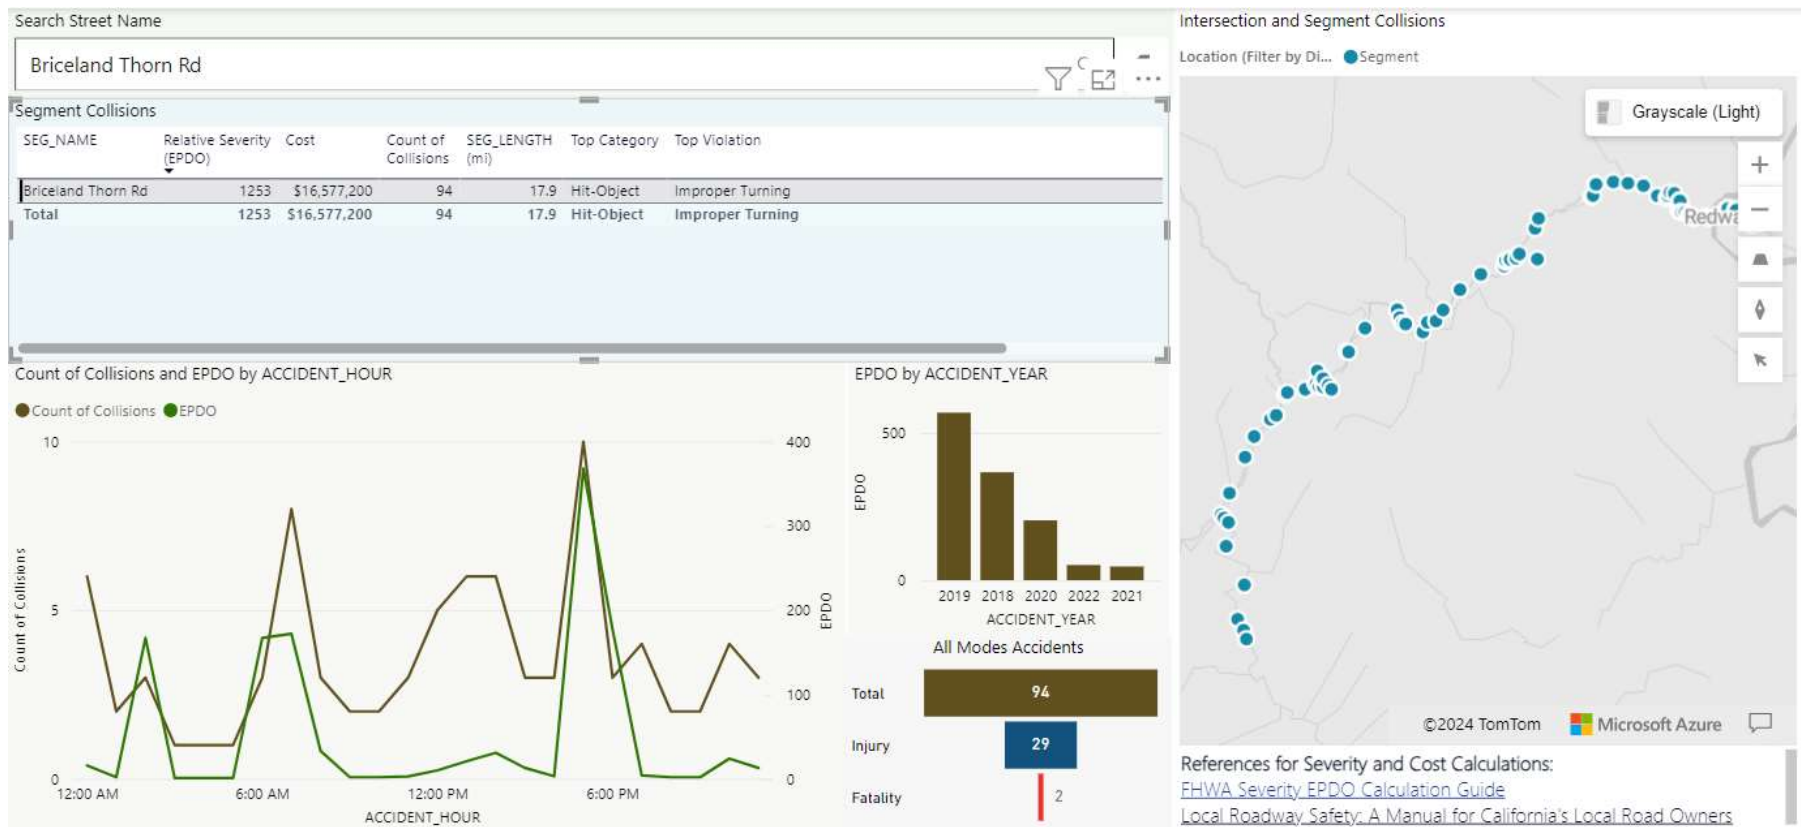 Search Street Name
Briceland Thorn Rd
Segment Collisions
SEG_NAME Relative Severity (EPDO) Cost Count of Collisions SEG_LENGTH (mi) Top Category Top Violation
Briceland Thorn Rd 1253 $16,577,200 94 17.9 Hit-Object Improper Turning
Total 1253 $16,577,200 94 17.9 Hit-Object Improper Turning
Count of Collisions and EPDO by ACCIDENT_HOUR
Count of Collisions EPDO
10
5
0
Count of Collisions
400
300
200
100
0
EPDO
12:00 AM 6:00 AM 12:00 PM 6:00 PM
ACCIDENT_HOUR
EPDO by ACCIDENT_YEAR
500
0
EPDO
2019 2018 2020 2022 2021
ACCIDENT_YEAR
All Modes Accidents
Total 94
Injury 29
Fatality 2
Intersection and Segment Collisions
Location (Filter by Di... Segment
Grayscale (Light)
Redwa
©2024 TomTom Microsoft Azure
References for Severity and Cost Calculations:
FHWA Severity EPDO Calculation Guide
Local Roadway Safety: A Manual for California's Local Road Owners